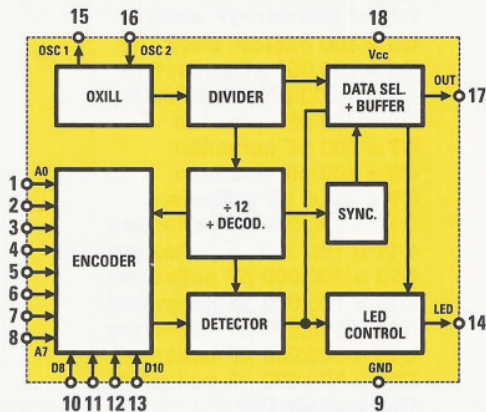 15 16 18
OSC 1 OSC 2 Vcc
OXILL DIVIDER DATA SEL. + BUFFER OUT
17
1 A0
2
3
4
5
6
7
8 A7
ENCODER
÷ 12
+ DECOD.
SYNC.
DETECTOR
LED
CONTROL
LED
14
D8 D10
GND
10 11 12 13 9